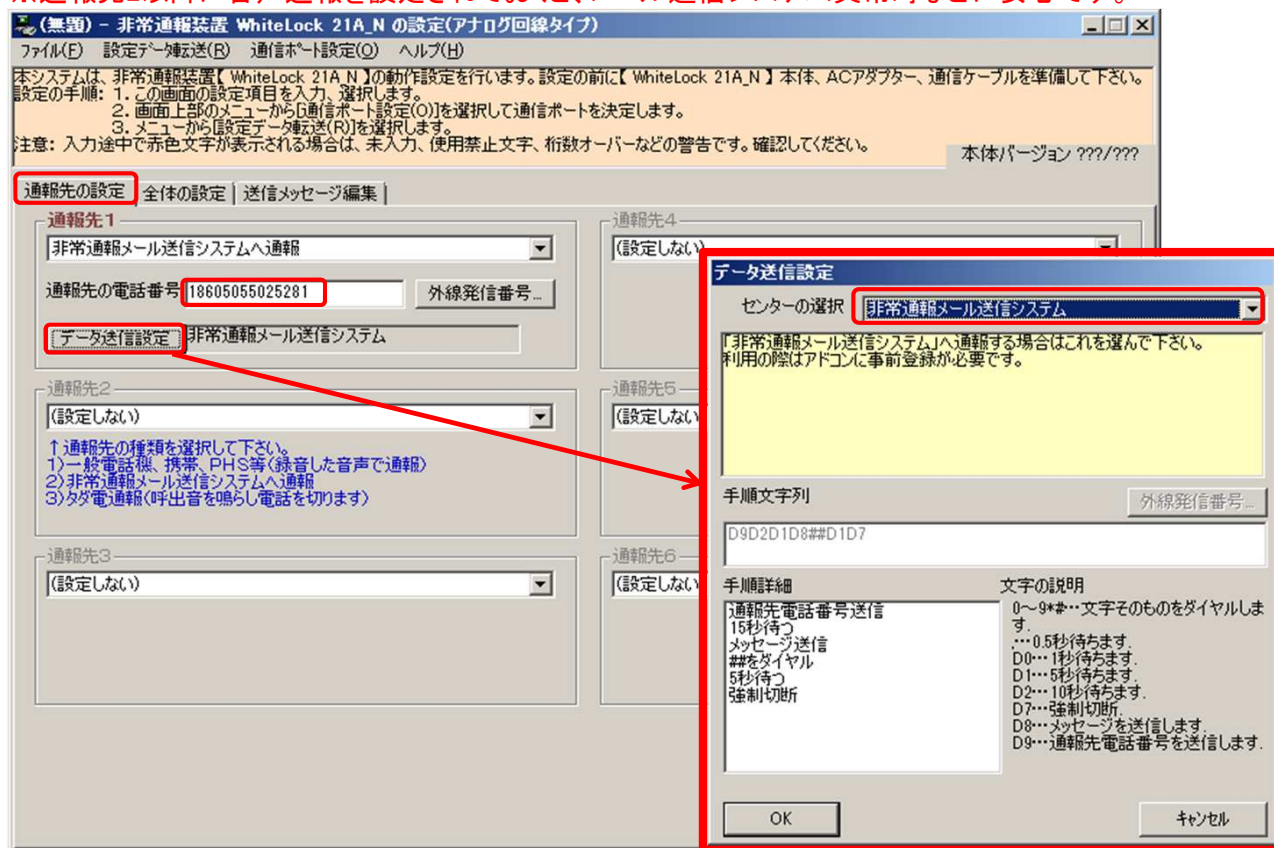 (無題) - 非常通報装置 WhiteLock 21A_N の設定(アナログ回線タイプ)
ファイル(F) 設定データ転送(R) 通信ポート設定(O) ヘルプ(H)
本システムは、非常通報装置【 WhiteLock 21A_N 】の動作設定を行います。設定の前に【 WhiteLock 21A_N 】本体、ACアダプター、通信ケーブルを準備して下さい。
設定の手順: 1. この画面の設定項目を入力、選択します。
2. 画面上部のメニューから[通信ポート設定(O)]を選択して通信ポートを決定します。
3. メニューから[設定データ転送(R)]を選択します。
注意: 入力途中で赤色文字が表示される場合は、未入力、使用禁止文字、桁数オーバーなどの警告です。確認してください。
本体バージョン ???/???
通報先の設定 全体の設定 送信メッセージ編集
通報先1
非常通報メール送信システムへ通報
通報先の電話番号 18605055025281 外線発信番号...
データ送信設定 非常通報メール送信システム
通報先2
(設定しない)
↑通報先の種類を選択して下さい。
1)一般電話機、携帯、PHS等(録音した音声で通報)
2)非常通報メール送信システムへ通報
3)タダ電通報(呼出音を鳴らし電話を切ります)
通報先3
(設定しない)
通報先4
(設定しない)
通報先5
(設定しない
通報先6
(設定しない
データ送信設定
センターの選択 非常通報メール送信システム
「非常通報メール送信システム」へ通報する場合はこれを選んで下さい。
利用の際はアドコンに事前登録が必要です。
手順文字列 外線発信番号...
D9D2D1D8##D1D7
手順詳細
通報先電話番号送信
15秒待つ
メッセージ送信
##をダイヤル
5秒待つ
強制切断
文字の説明
0～9*#…文字そのものをダイヤルしま
す.
,…0.5秒待ちます.
D0…1秒待ちます.
D1…5秒待ちます.
D2…10秒待ちます.
D7…強制切断.
D8…メッセージを送信します.
D9…通報先電話番号を送信します.
OK キャンセル